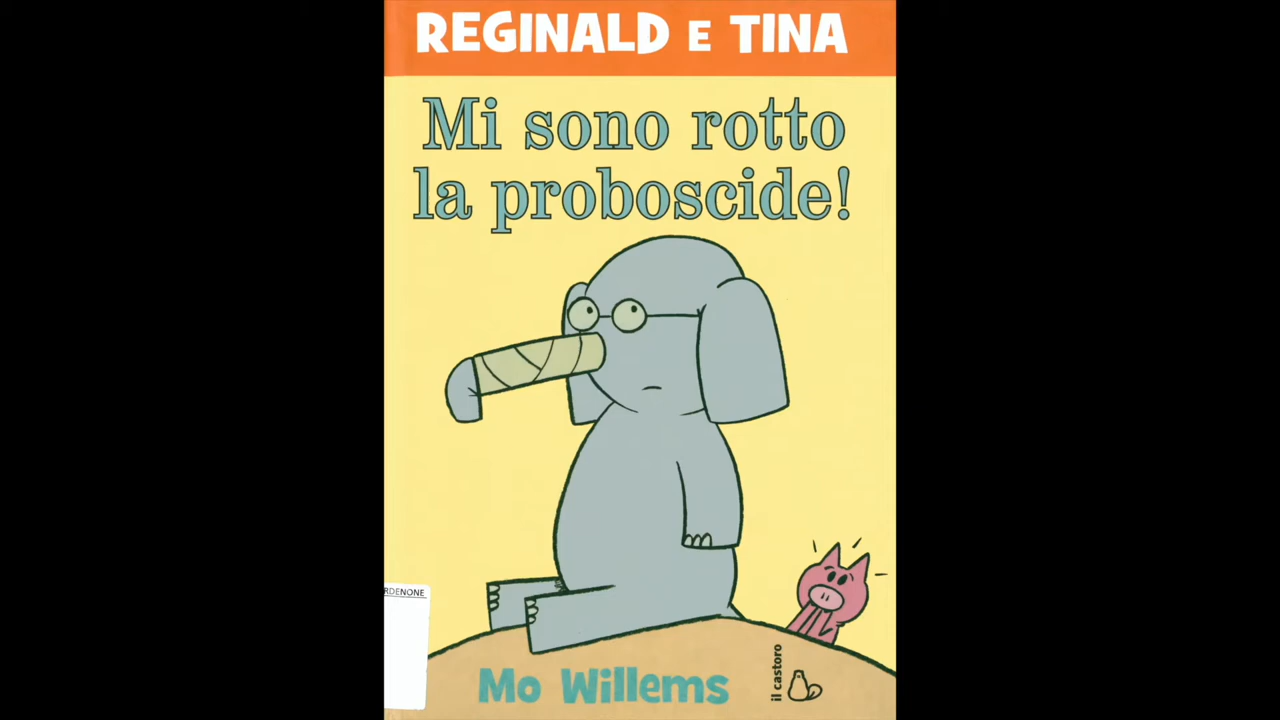 REGINALD E TINA
Mi sono rotto
la proboscide!
RDENONE
Mo Willems
il castoro